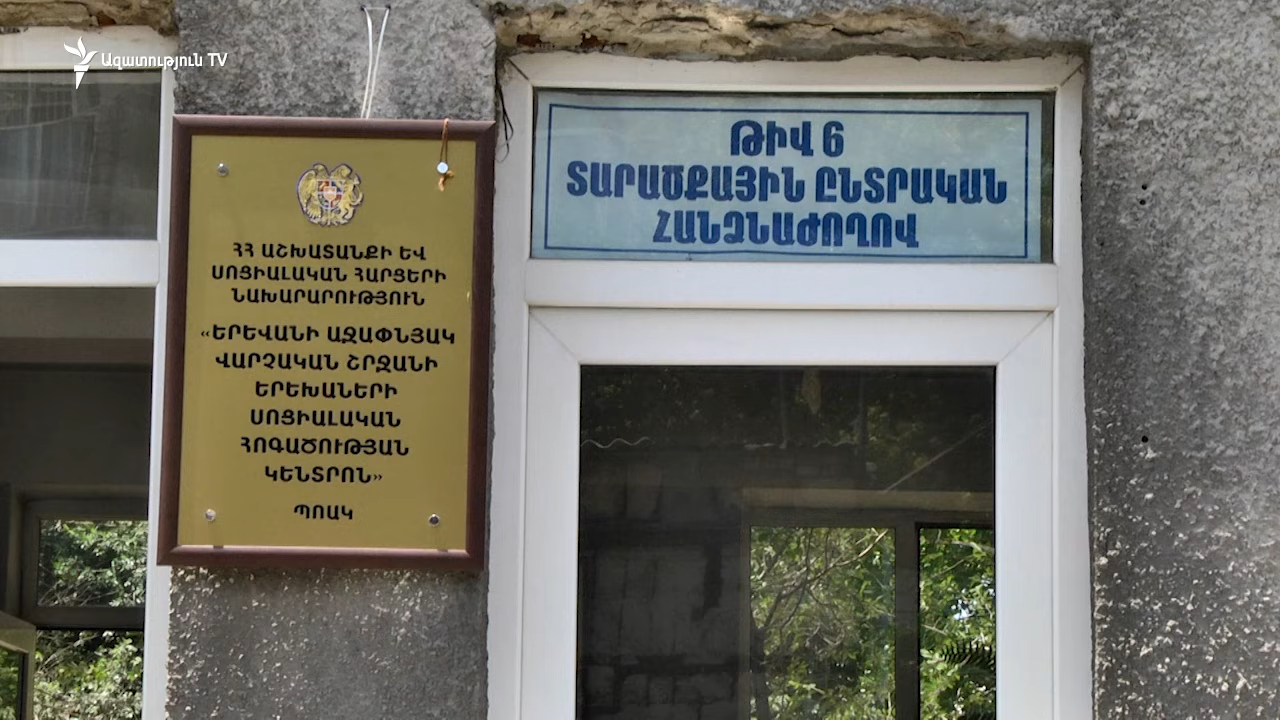 Ազատություն TV
ՀՀ ԱՇԽԱՏԱՆՔԻ ԵՎ
ՍՈՑԻԱԼԱԿԱՆ ՀԱՐՑԵՐԻ
ՆԱԽԱՐԱՐՈՒԹՅՈՒՆ
«ԵՐԵՎԱՆԻ ԱՋԱՓՆՅԱԿ
ՎԱՐՉԱԿԱՆ ՇՐՋԱՆԻ
ԵՐԵԽԱՆԵՐԻ
ՍՈՑԻԱԼԱԿԱՆ
ՀՈԳԱԾՈՒԹՅԱՆ
ԿԵՆՏՐՈՆ»
ՊՈԱԿ
ԹԻՎ 6
ՏԱՐԱԾՔԱՅԻՆ ԸՆՏՐԱԿԱՆ
ՀԱՆՁՆԱԺՈՂՈՎ